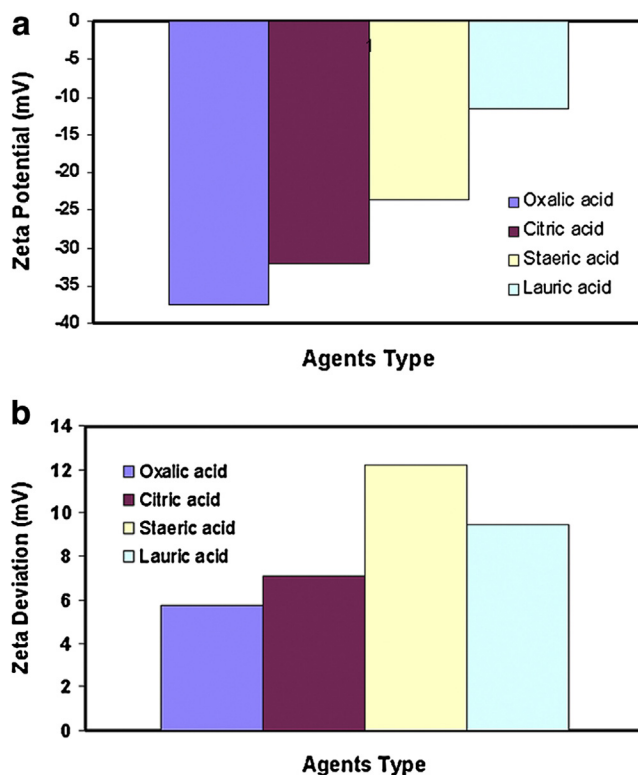 a
0
-5
-10
-15
-20
-25
-30
-35
-40
Zeta Potential (mV)
1
Oxalic acid
Citric acid
Staeric acid
Lauric acid
Agents Type
b
14
12
10
8
6
4
2
0
Zeta Deviation (mV)
Oxalic acid
Citric acid
Staeric acid
Lauric acid
Agents Type